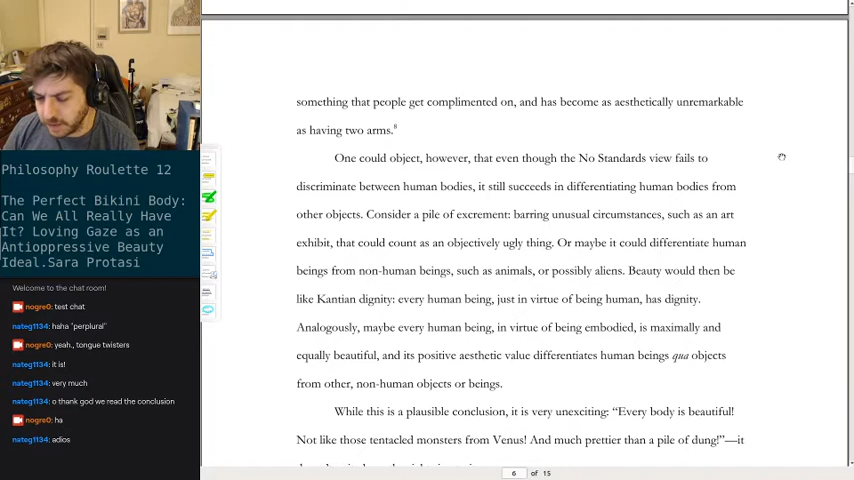 something that people get complimented on, and has become as aesthetically unremarkable
as having two arms.8
One could object, however, that even though the No Standards view fails to
discriminate between human bodies, it still succeeds in differentiating human bodies from
other objects. Consider a pile of excrement: barring unusual circumstances, such as an art
exhibit, that could count as an objectively ugly thing. Or maybe it could differentiate human
beings from non-human beings, such as animals, or possibly aliens. Beauty would then be
like Kantian dignity: every human being, just in virtue of being human, has dignity.
Analogously, maybe every human being, in virtue of being embodied, is maximally and
equally beautiful, and its positive aesthetic value differentiates human beings qua objects
from other, non-human objects or beings.
While this is a plausible conclusion, it is very unexciting: “Every body is beautiful!
Not like those tentacled monsters from Venus! And much prettier than a pile of dung!”—it
6 of 15
Philosophy Roulette 12
The Perfect Bikini Body:
Can We All Really Have
It? Loving Gaze as an
Antioppressive Beauty
Ideal.Sara Protasi
Welcome to the chat room!
nogre0: test chat
nateg1134: haha "perplural"
nogre0: yeah., tongue twisters
nateg1134: it is!
nateg1134: very much
nateg1134: o thank god we read the conclusion
nogre0: ha
nateg1134: adios